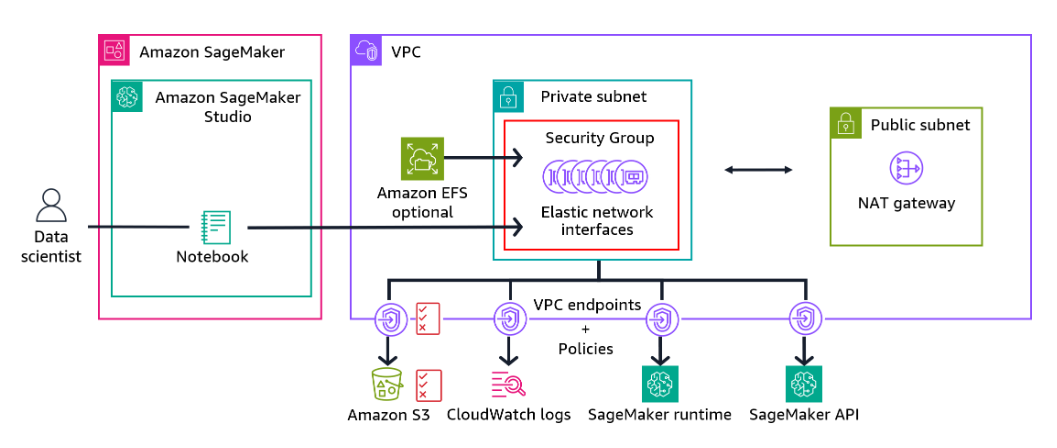 Amazon SageMaker
VPC
Amazon SageMaker
Studio
Private subnet
Public subnet
Security Group
Amazon EFS
optional
NAT gateway
Elastic network
interfaces
Data
scientist
Notebook
VPC endpoints
+
Policies
Amazon S3
CloudWatch logs
SageMaker runtime
SageMaker API